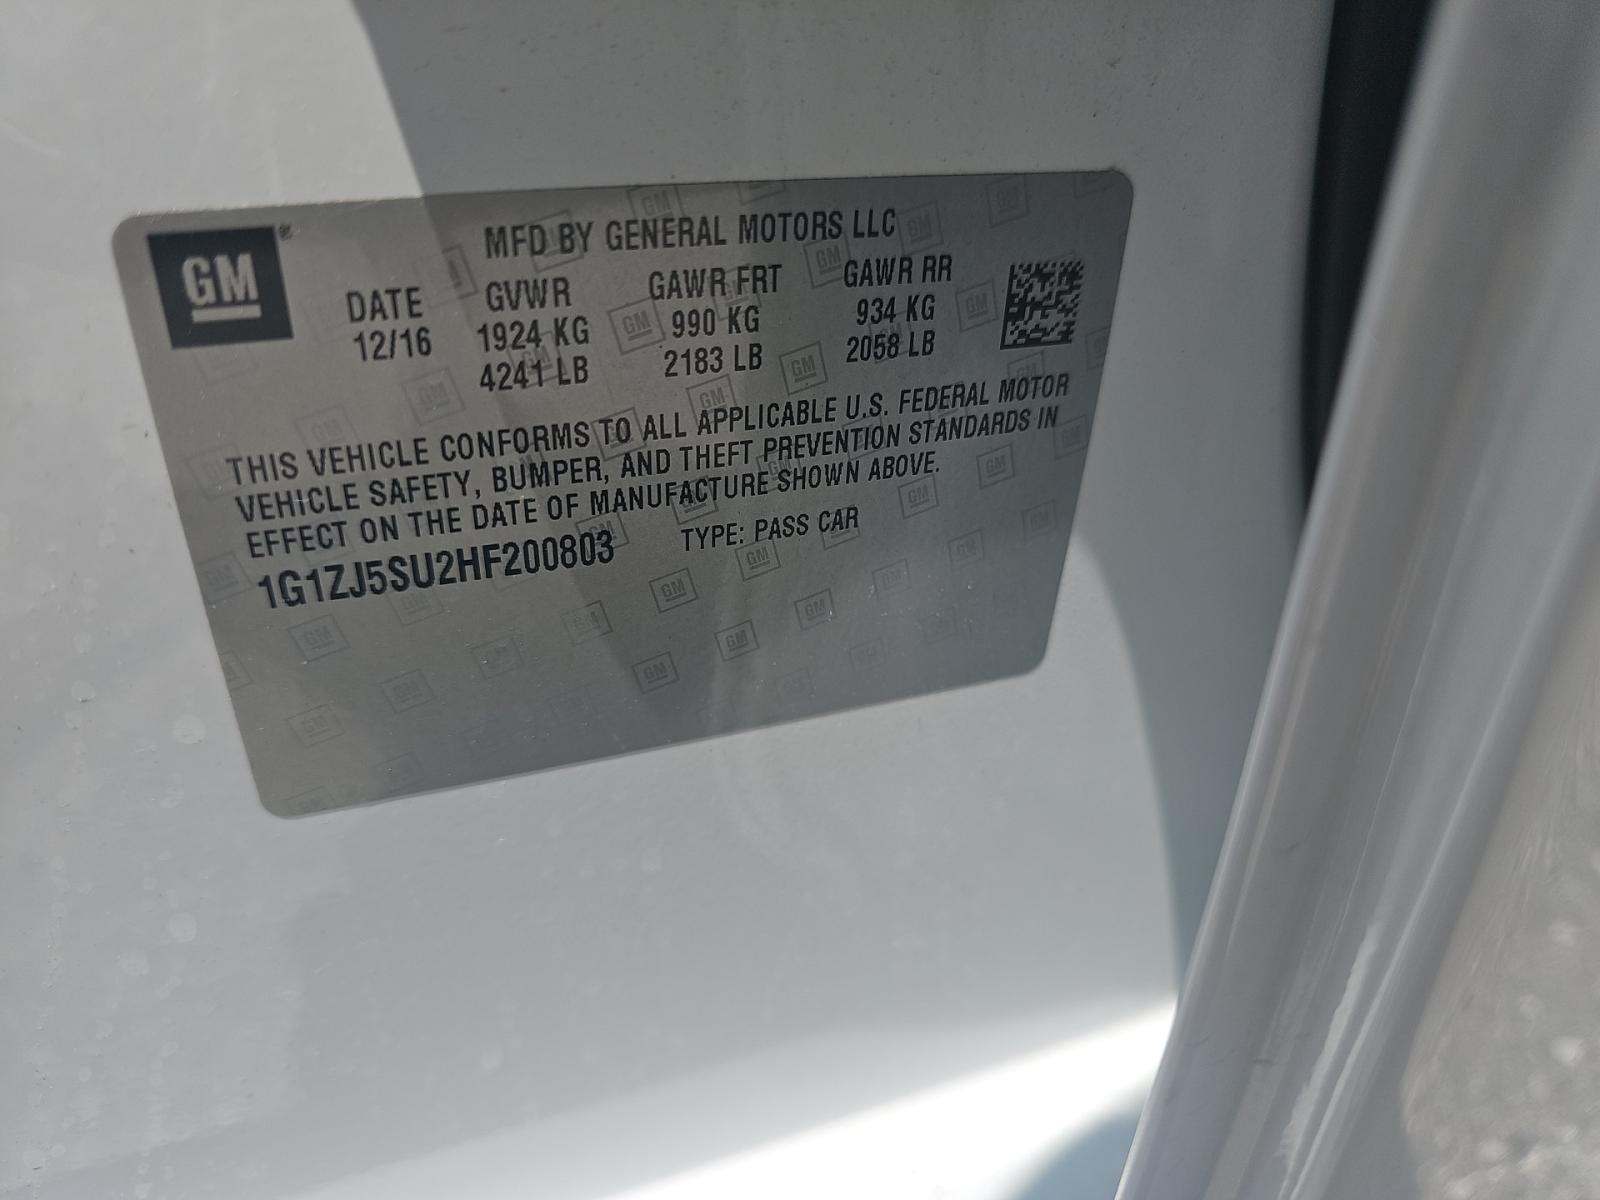 GM
MFD BY GENERAL MOTORS LLC
DATE GVWR GAWR FRT GAWR RR
12/16 1924 KG 990 KG 934 KG
4241 LB 2183 LB 2058 LB
THIS VEHICLE CONFORMS TO ALL APPLICABLE U.S. FEDERAL MOTOR
VEHICLE SAFETY, BUMPER, AND THEFT PREVENTION STANDARDS IN
EFFECT ON THE DATE OF MANUFACTURE SHOWN ABOVE.
1G1ZJ5SU2HF200803 TYPE: PASS CAR